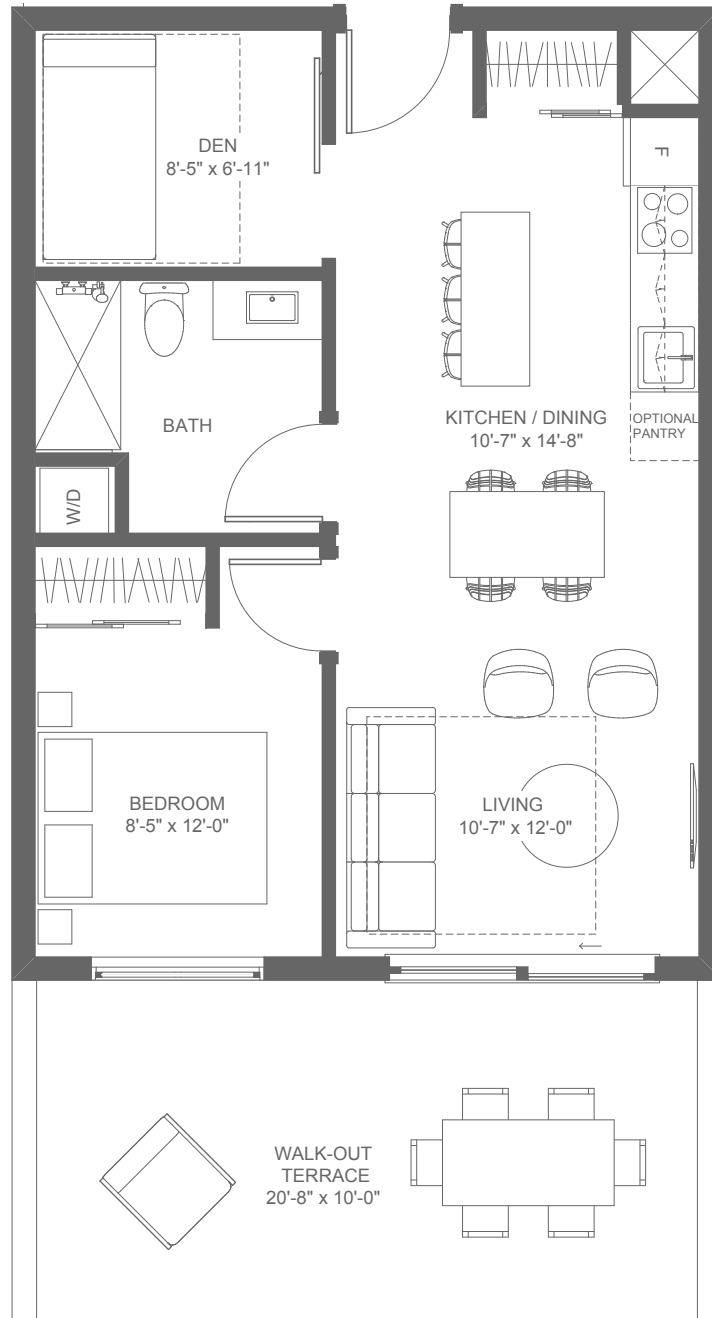 DEN
8'-5" x 6'-11"
F
BATH
KITCHEN / DINING
10'-7" x 14'-8"
OPTIONAL
PANTRY
W/D
BEDROOM
8'-5" x 12'-0"
LIVING
10'-7" x 12'-0"
WALK-OUT
TERRACE
20'-8" x 10'-0"